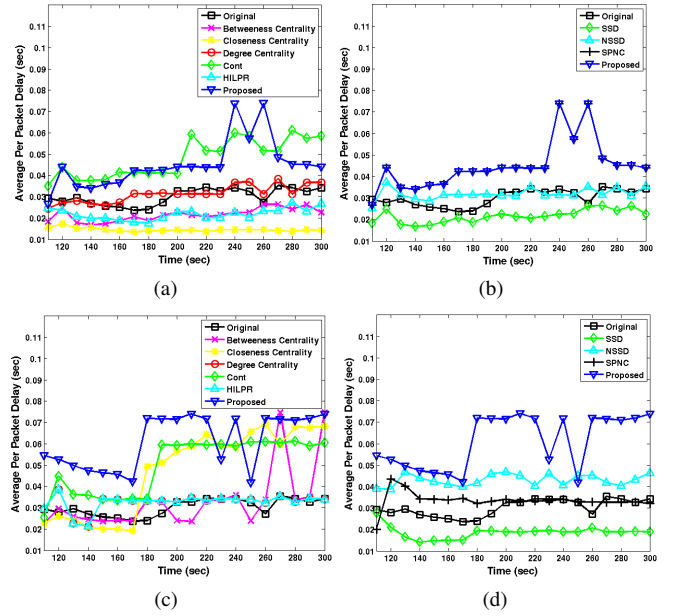 0.12
0.11
0.1
0.09
0.08
0.07
0.06
0.05
0.04
0.03
0.02
0.01
Average Per Packet Delay (sec)
Original
Betweeness Centrality
Closeness Centrality
Degree Centrality
Cont
HILPR
Proposed
120 140 160 180 200 220 240 260 280 300
Time (sec)
(a)
0.11
0.1
0.09
0.08
0.07
0.06
0.05
0.04
0.03
0.02
0.01
Average Per Packet Delay (sec)
Original
SSD
NSSD
SPNC
Proposed
120 140 160 180 200 220 240 260 280 300
Time (sec)
(b)
0.11
0.1
0.09
0.08
0.07
0.06
0.05
0.04
0.03
0.02
0.01
Average Per Packet Delay (sec)
Original
Betweeness Centrality
Closeness Centrality
Degree Centrality
Cont
HILPR
Proposed
120 140 160 180 200 220 240 260 280 300
Time (sec)
(c)
0.11
0.1
0.09
0.08
0.07
0.06
0.05
0.04
0.03
0.02
0.01
Average Per Packet Delay (sec)
Original
SSD
NSSD
SPNC
Proposed
120 140 160 180 200 220 240 260 280 300
Time (sec)
(d)